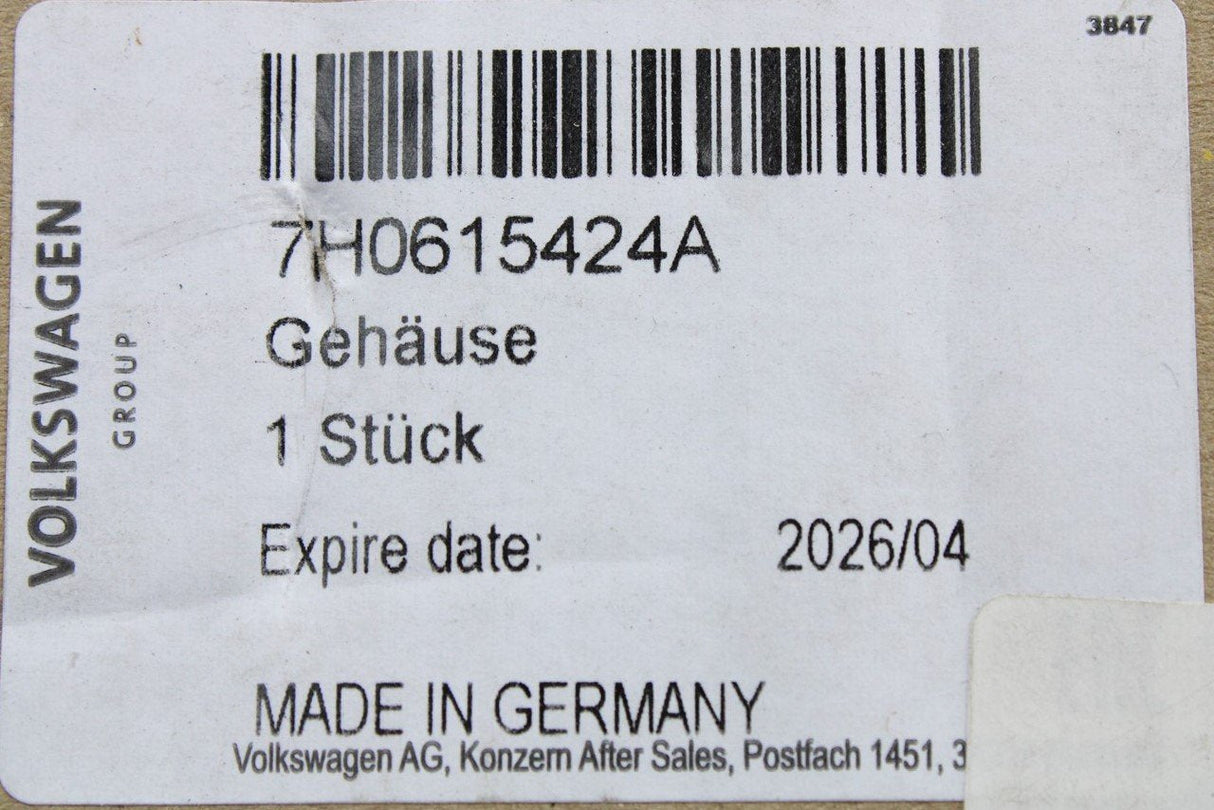 3847
VOLKSWAGEN
GROUP
7H0615424A
Gehäuse
1 Stück
Expire date: 2026/04
MADE IN GERMANY
Volkswagen AG, Konzern After Sales, Postfach 1451, 3